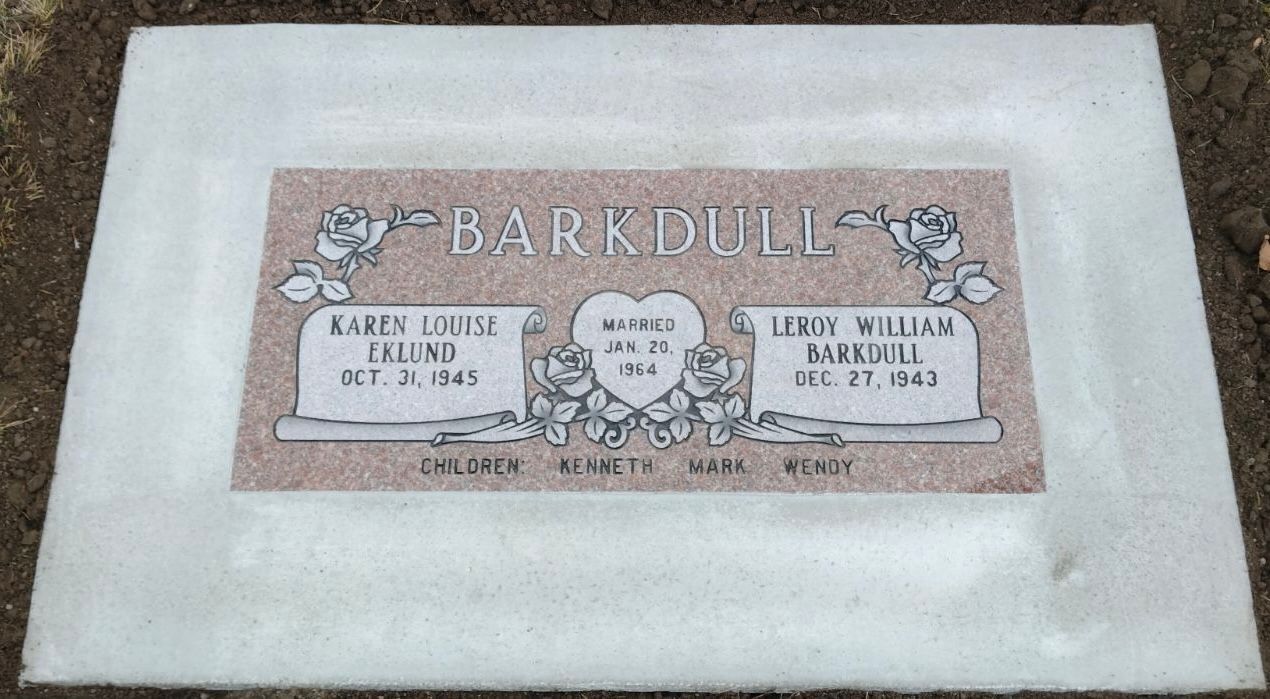 BARKDULL
KAREN LOUISE
EKLUND
OCT. 31, 1945
MARRIED
JAN. 20,
1964
LEROY WILLIAM
BARKDULL
DEC. 27, 1943
CHILDREN: KENNETH MARK WENDY